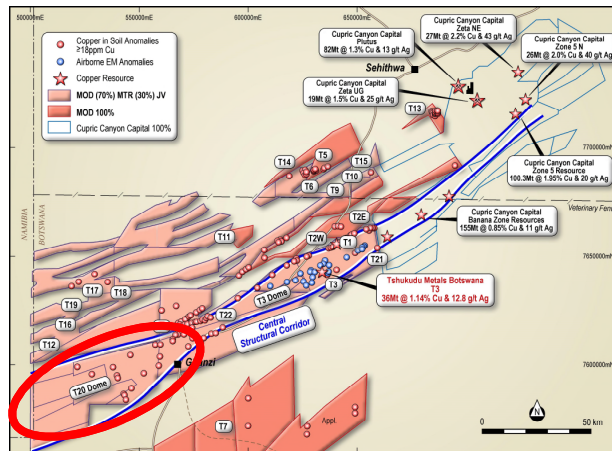 500000mE
550000mE
600000mE
650000mE
Copper in Soil Anomalies
≥18ppm Cu
Airborne EM Anomalies
Copper Resource
MOD (70%) MTR (30%) JV
MOD 100%
Cupric Canyon Capital 100%
Cupric Canyon Capital
Plutus
82Mt @ 1.3% Cu & 13 g/t Ag
Cupric Canyon Capital
Zeta NE
27Mt @ 2.2% Cu & 43 g/t Ag
Cupric Canyon Capital
Zone 5 N
26Mt @ 2.0% Cu & 40 g/t Ag
Sehithwa
Cupric Canyon Capital
Zeta UG
19Mt @ 1.5% Cu & 25 g/t Ag
T13
7700000mN
Cupric Canyon Capital
Zone 5 Resource
100.3Mt @ 1.95% Cu & 20 g/t Ag
T14
T5
T15
T6
T10
T9
Veterinary Fence
Cupric Canyon Capital
Banana Zone Resources
155Mt @ 0.85% Cu & 11 g/t Ag
NAMIBIA
BOTSWANA
T11
T2E
T2W
T1
T21
7650000mN
Tshukudu Metals Botswana
T3
36Mt @ 1.14% Cu & 12.8 g/t Ag
T17
T18
T19
T16
T12
T3 Dome
T3
T22
Central
Structural Corridor
Ghanzi
7600000mN
T20 Dome
T7
Appl.
N
0
50 km